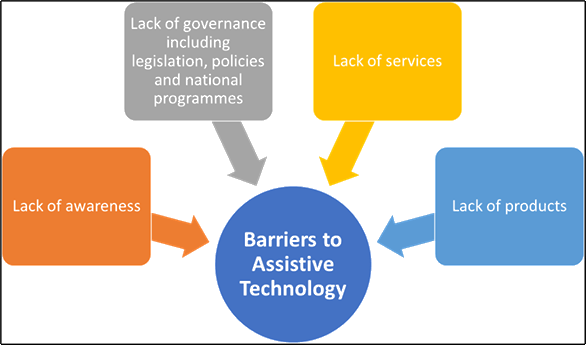 Lack of governance
including
legislation, policies
and national
programmes
Lack of services
Lack of awareness
Lack of products
Barriers to
Assistive
Technology